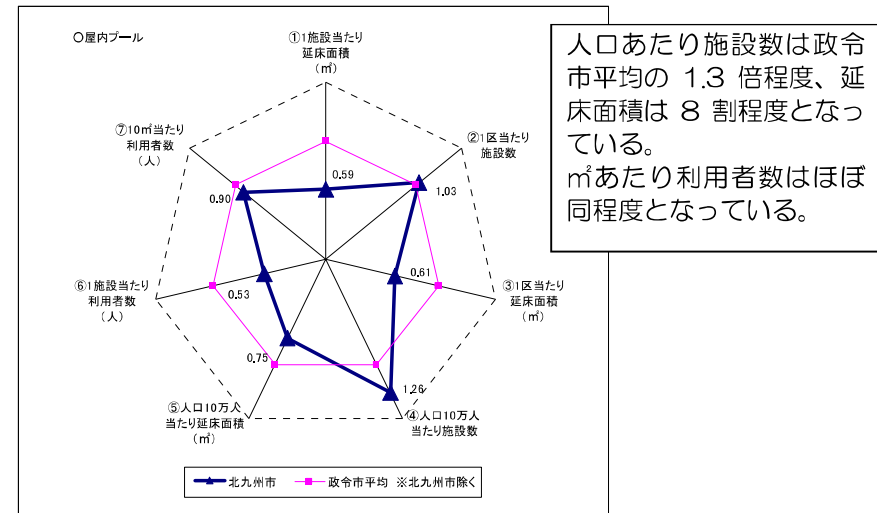 ○屋内プール
①1施設当たり
延床面積
(㎡)
②1区当たり
施設数
③1区当たり
延床面積
(㎡)
④人口10万人
当たり施設数
⑤人口10万人
当たり延床面積
(㎡)
⑥1施設当たり
利用者数
(人)
⑦10㎡当たり
利用者数
(人)
0.59
1.03
0.61
1.26
0.75
0.53
0.90
北九州市
政令市平均 ※北九州市除く
人口あたり施設数は政令
市平均の 1.3 倍程度、延
床面積は 8 割程度となっ
ている。
㎡あたり利用者数はほぼ
同程度となっている。